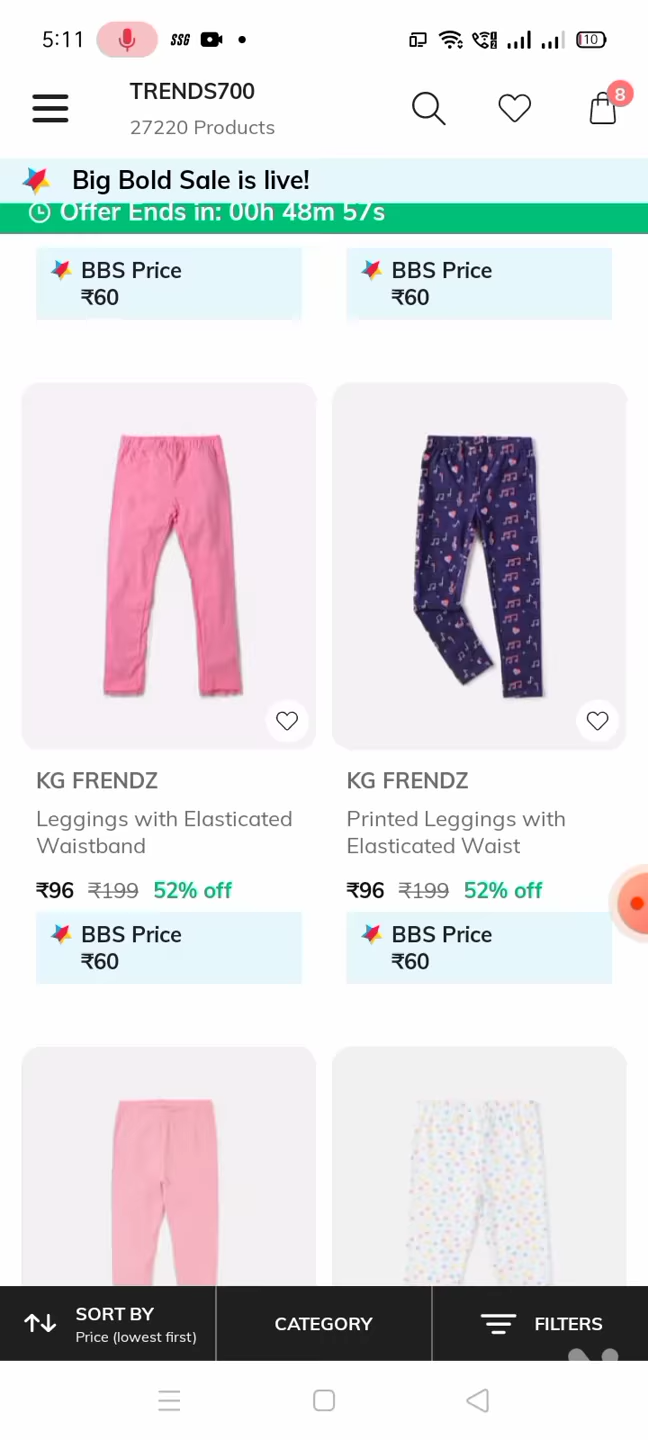 5:11
SSG
10
TRENDS700
27220 Products
8
Big Bold Sale is live!
Offer Ends in: 00h 48m 57s
BBS Price
₹60
BBS Price
₹60
KG FRENDZ
Leggings with Elasticated
Waistband
₹96 ₹199 52% off
BBS Price
₹60
KG FRENDZ
Printed Leggings with
Elasticated Waist
₹96 ₹199 52% off
BBS Price
₹60
SORT BY
Price (lowest first)
CATEGORY
FILTERS